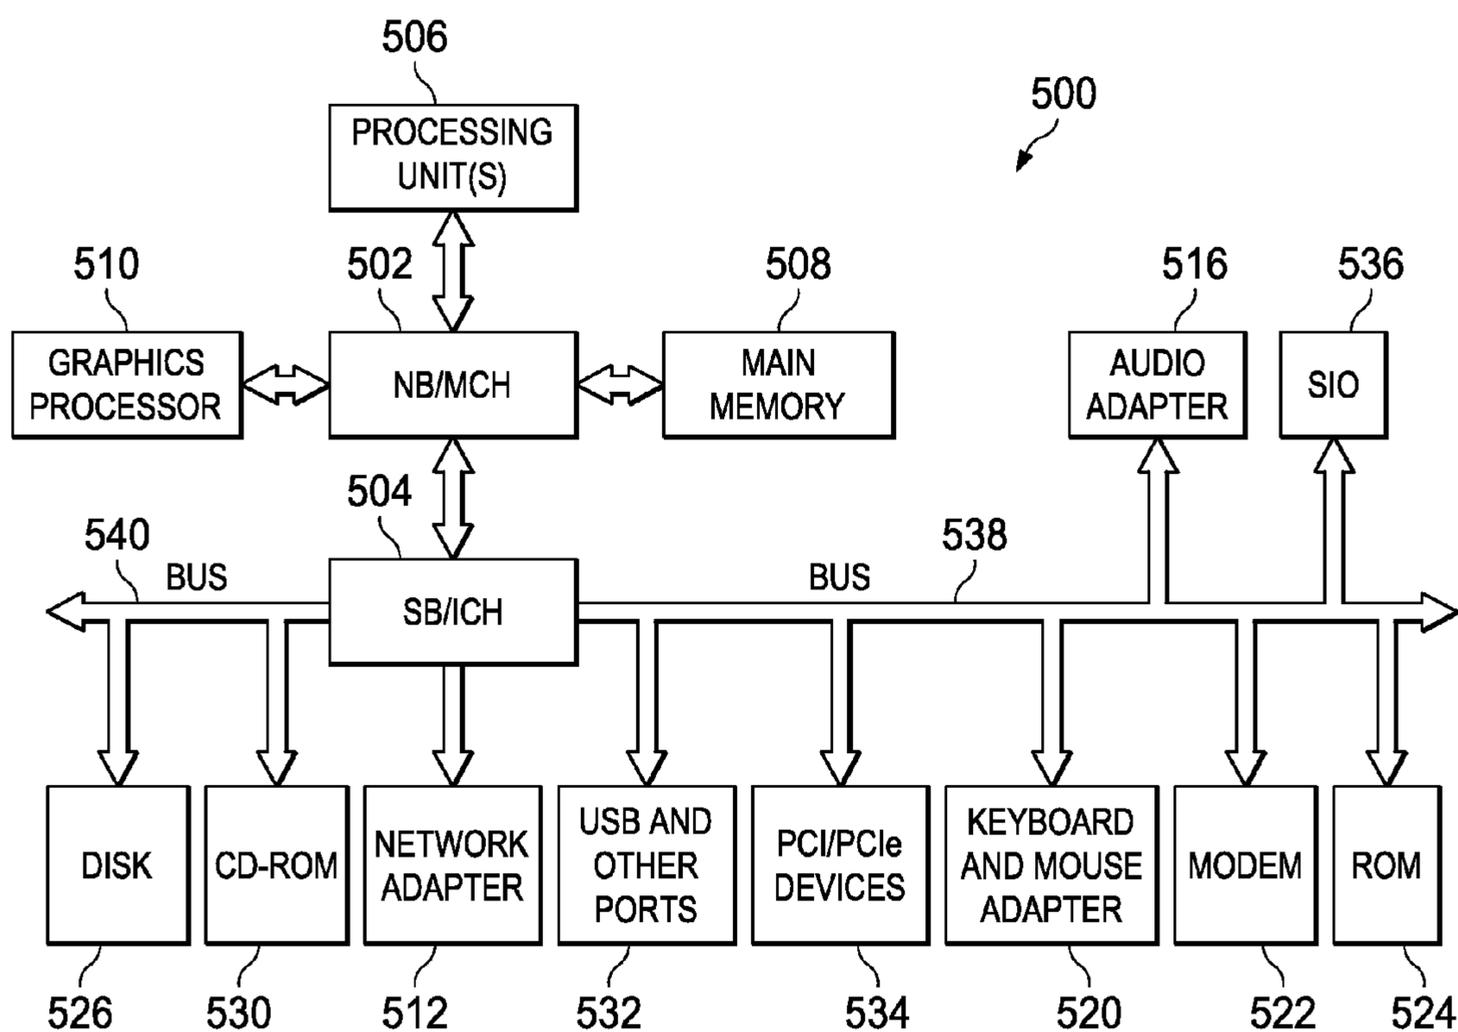 506
500
PROCESSING
UNIT(S)
510
502
508
516
536
GRAPHICS
PROCESSOR
NB/MCH
MAIN
MEMORY
AUDIO
ADAPTER
SIO
504
540
538
BUS
BUS
SB/ICH
DISK
CD-ROM
NETWORK
ADAPTER
USB AND
OTHER
PORTS
PCI/PCIe
DEVICES
KEYBOARD
AND MOUSE
ADAPTER
MODEM
ROM
526
530
512
532
534
520
522
524